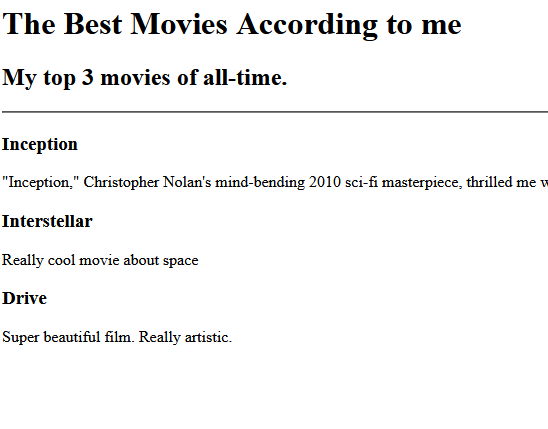 The Best Movies According to me
My top 3 movies of all-time.
Inception
"Inception," Christopher Nolan's mind-bending 2010 sci-fi masterpiece, thrilled me
Interstellar
Really cool movie about space
Drive
Super beautiful film. Really artistic.